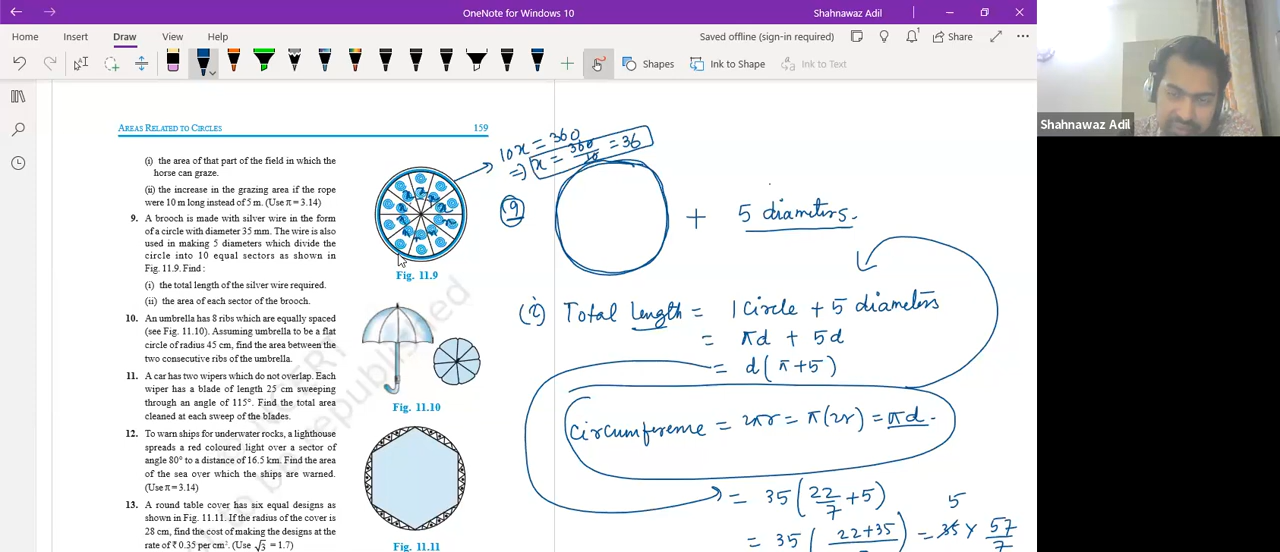 OneNote for Windows 10
Shahnawaz Adil
Home Insert Draw View Help
Saved offline (sign-in required)
Share
Shapes
Ink to Shape
Ink to Text
Shahnawaz Adil
AREAS RELATED TO CIRCLES 159
(i) the area of that part of the field in which the
horse can graze.
(ii) the increase in the grazing area if the rope
were 10 m long instead of 5 m. (Use π = 3.14)
9. A brooch is made with silver wire in the form
of a circle with diameter 35 mm. The wire is also
used in making 5 diameters which divide the
circle into 10 equal sectors as shown in
Fig. 11.9. Find :
(i) the total length of the silver wire required.
(ii) the area of each sector of the brooch.
10. An umbrella has 8 ribs which are equally spaced
(see Fig. 11.10). Assuming umbrella to be a flat
circle of radius 45 cm, find the area between the
two consecutive ribs of the umbrella.
11. A car has two wipers which do not overlap. Each
wiper has a blade of length 25 cm sweeping
through an angle of 115°. Find the total area
cleaned at each sweep of the blades.
12. To warn ships for underwater rocks, a lighthouse
spreads a red coloured light over a sector of
angle 80° to a distance of 16.5 km. Find the area
of the sea over which the ships are warned.
(Use π = 3.14)
13. A round table cover has six equal designs as
shown in Fig. 11.11. If the radius of the cover is
28 cm, find the cost of making the designs at the
rate of ₹ 0.35 per cm². (Use √3 = 1.7)
Fig. 11.9
Fig. 11.10
Fig. 11.11
be republished
10x = 360
⇒ x = 360/10 = 36
9
+ 5 diameters.
(i) Total length = 1 Circle + 5 diameters
= πd + 5d
= d(π+5)
Circumference = 2πr = π(2r) = πd.
= 35(22/7 + 5)
5
= 35( 22+35 ) = 35 × 57/7